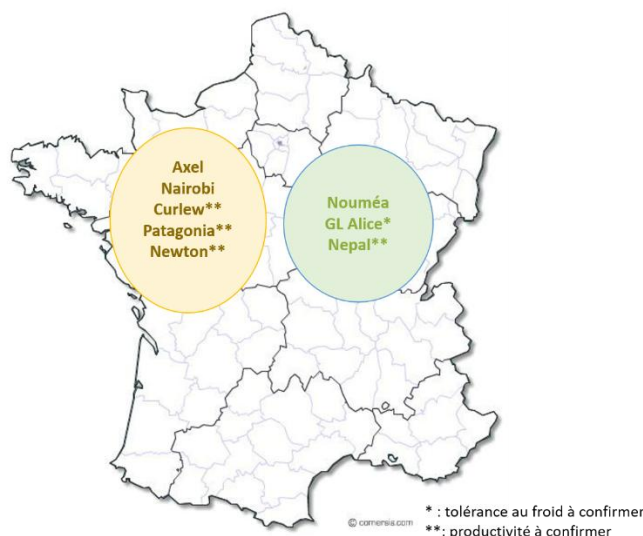 Axel
Nairobi
Curlew**
Patagonia**
Newton**
Nouméa
GL Alice*
Nepal**
* : tolérance au froid à confirmer
© comersis.com
**: productivité à confirmer